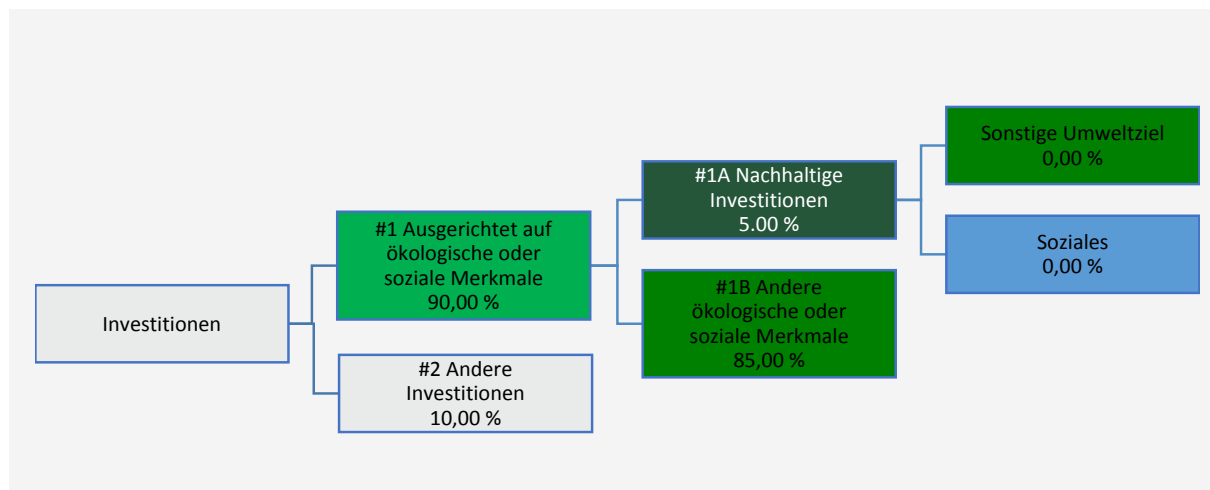 Investitionen
#1 Ausgerichtet auf
ökologische oder
soziale Merkmale
90,00 %
#2 Andere
Investitionen
10,00 %
#1A Nachhaltige
Investitionen
5.00 %
#1B Andere
ökologische oder
soziale Merkmale
85,00 %
Sonstige Umweltziel
0,00 %
Soziales
0,00 %